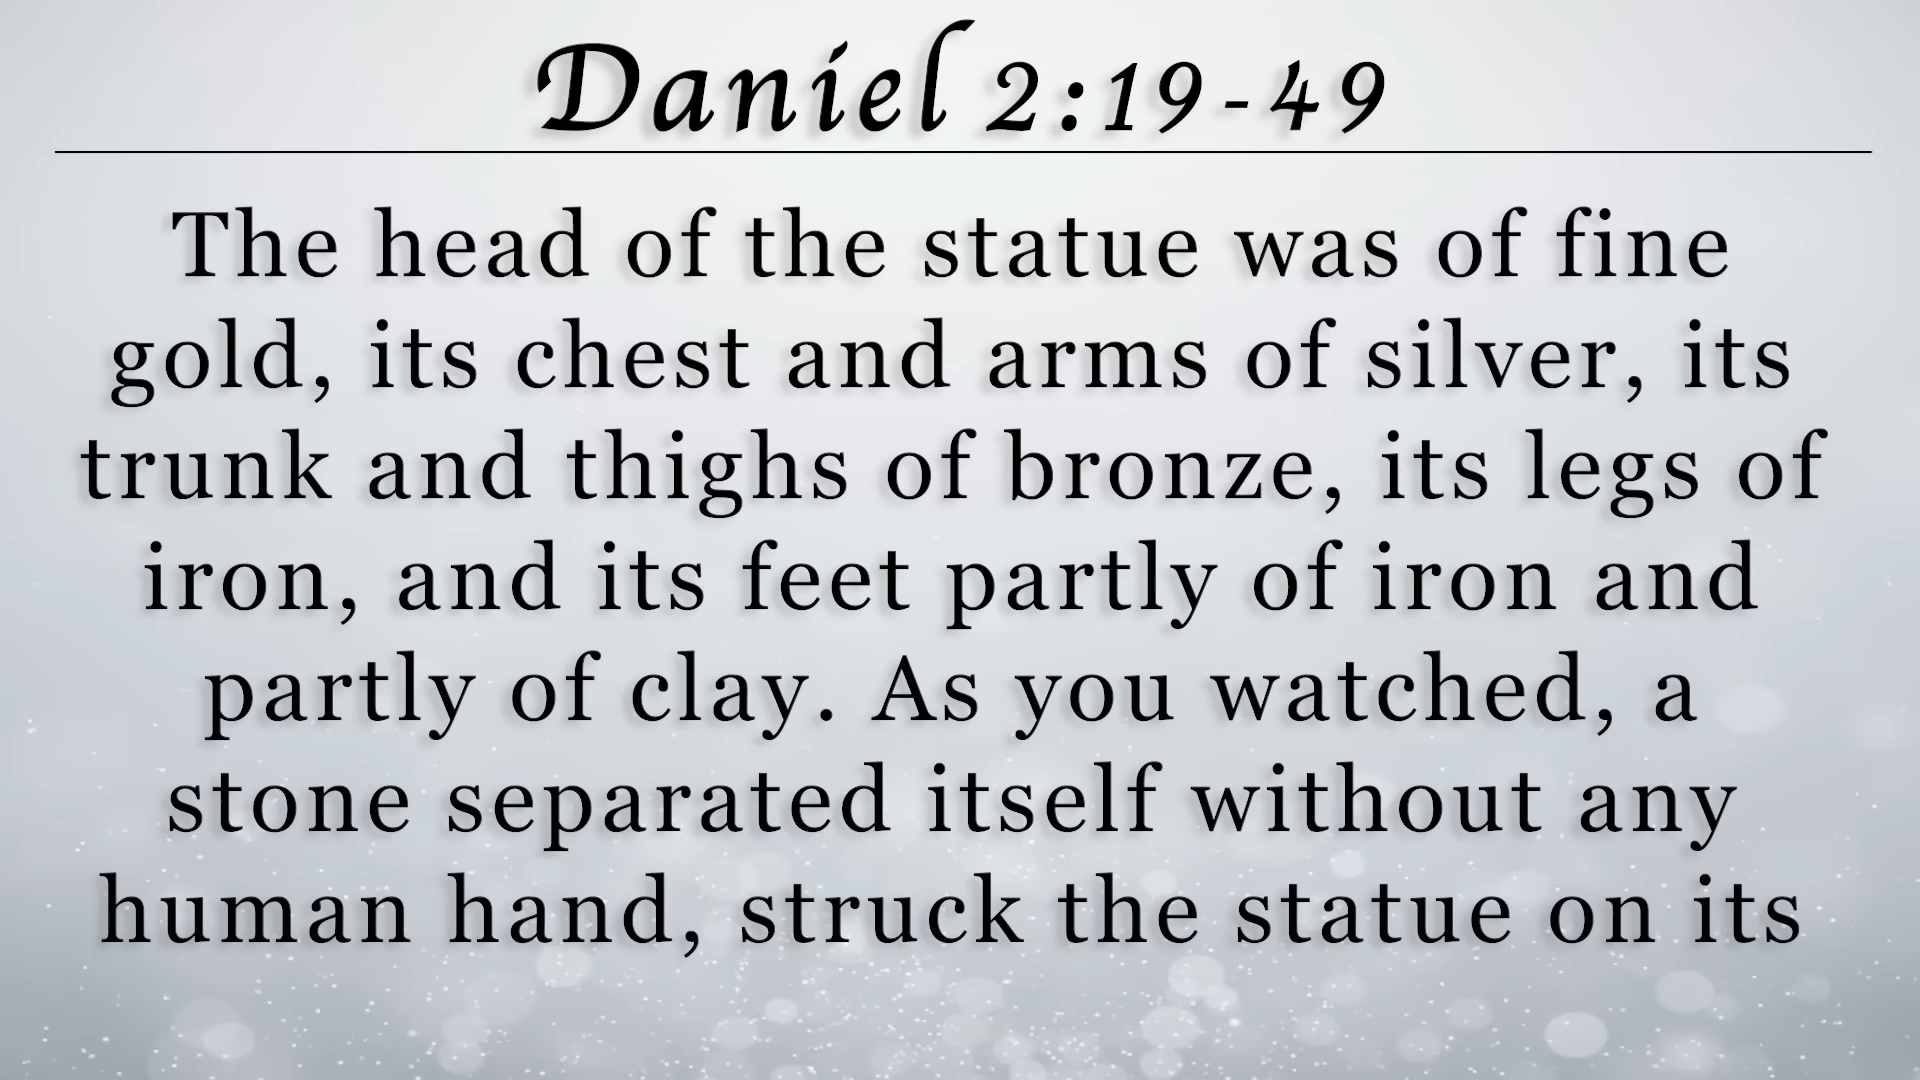 Daniel 2:19-49
The head of the statue was of fine
gold, its chest and arms of silver, its
trunk and thighs of bronze, its legs of
iron, and its feet partly of iron and
partly of clay. As you watched, a
stone separated itself without any
human hand, struck the statue on its